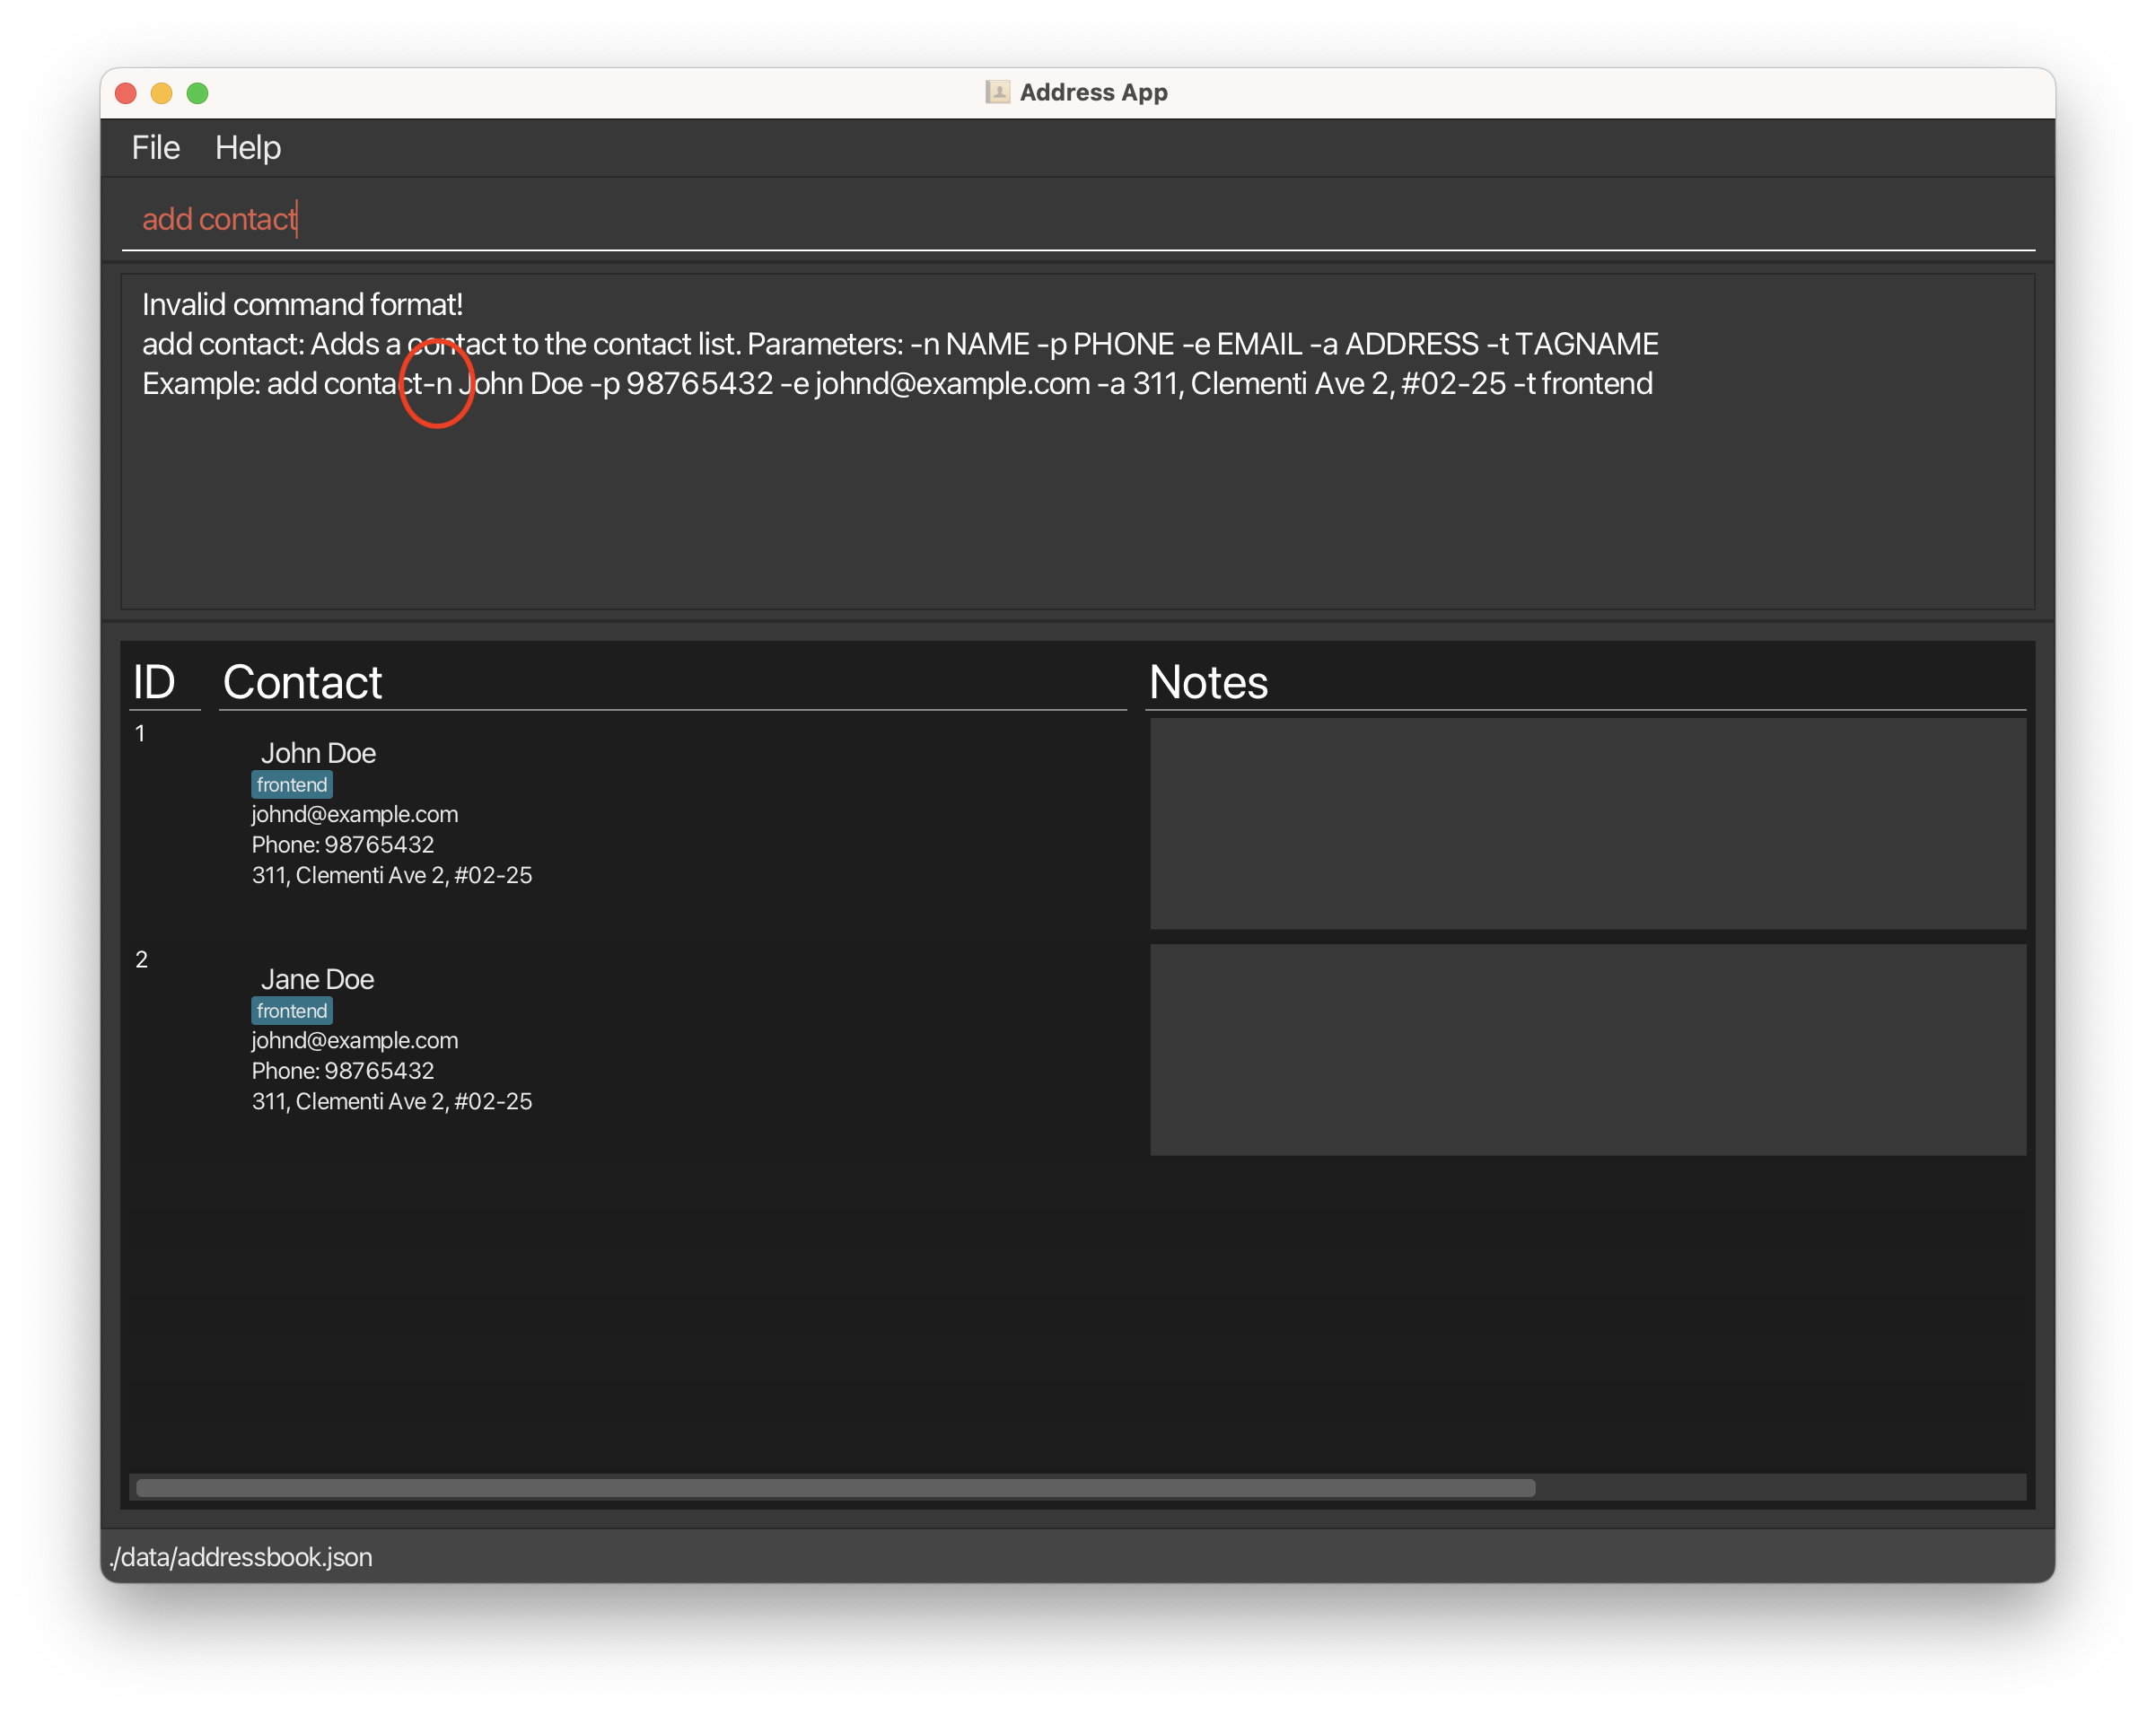 Address App
File Help
add contact
Invalid command format!
add contact: Adds a contact to the contact list. Parameters: -n NAME -p PHONE -e EMAIL -a ADDRESS -t TAGNAME
Example: add contact-n John Doe -p 98765432 -e johnd@example.com -a 311, Clementi Ave 2, #02-25 -t frontend
ID Contact Notes
1
John Doe
frontend
johnd@example.com
Phone: 98765432
311, Clementi Ave 2, #02-25
2
Jane Doe
frontend
johnd@example.com
Phone: 98765432
311, Clementi Ave 2, #02-25
./data/addressbook.json